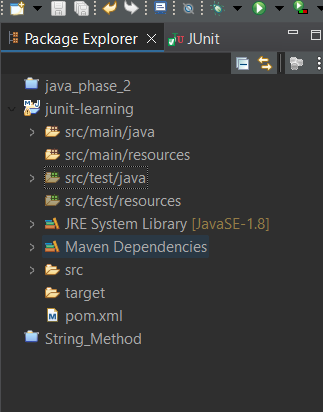 Package Explorer JUnit
java_phase_2
junit-learning
src/main/java
src/main/resources
src/test/java
src/test/resources
JRE System Library [JavaSE-1.8]
Maven Dependencies
src
target
pom.xml
String_Method